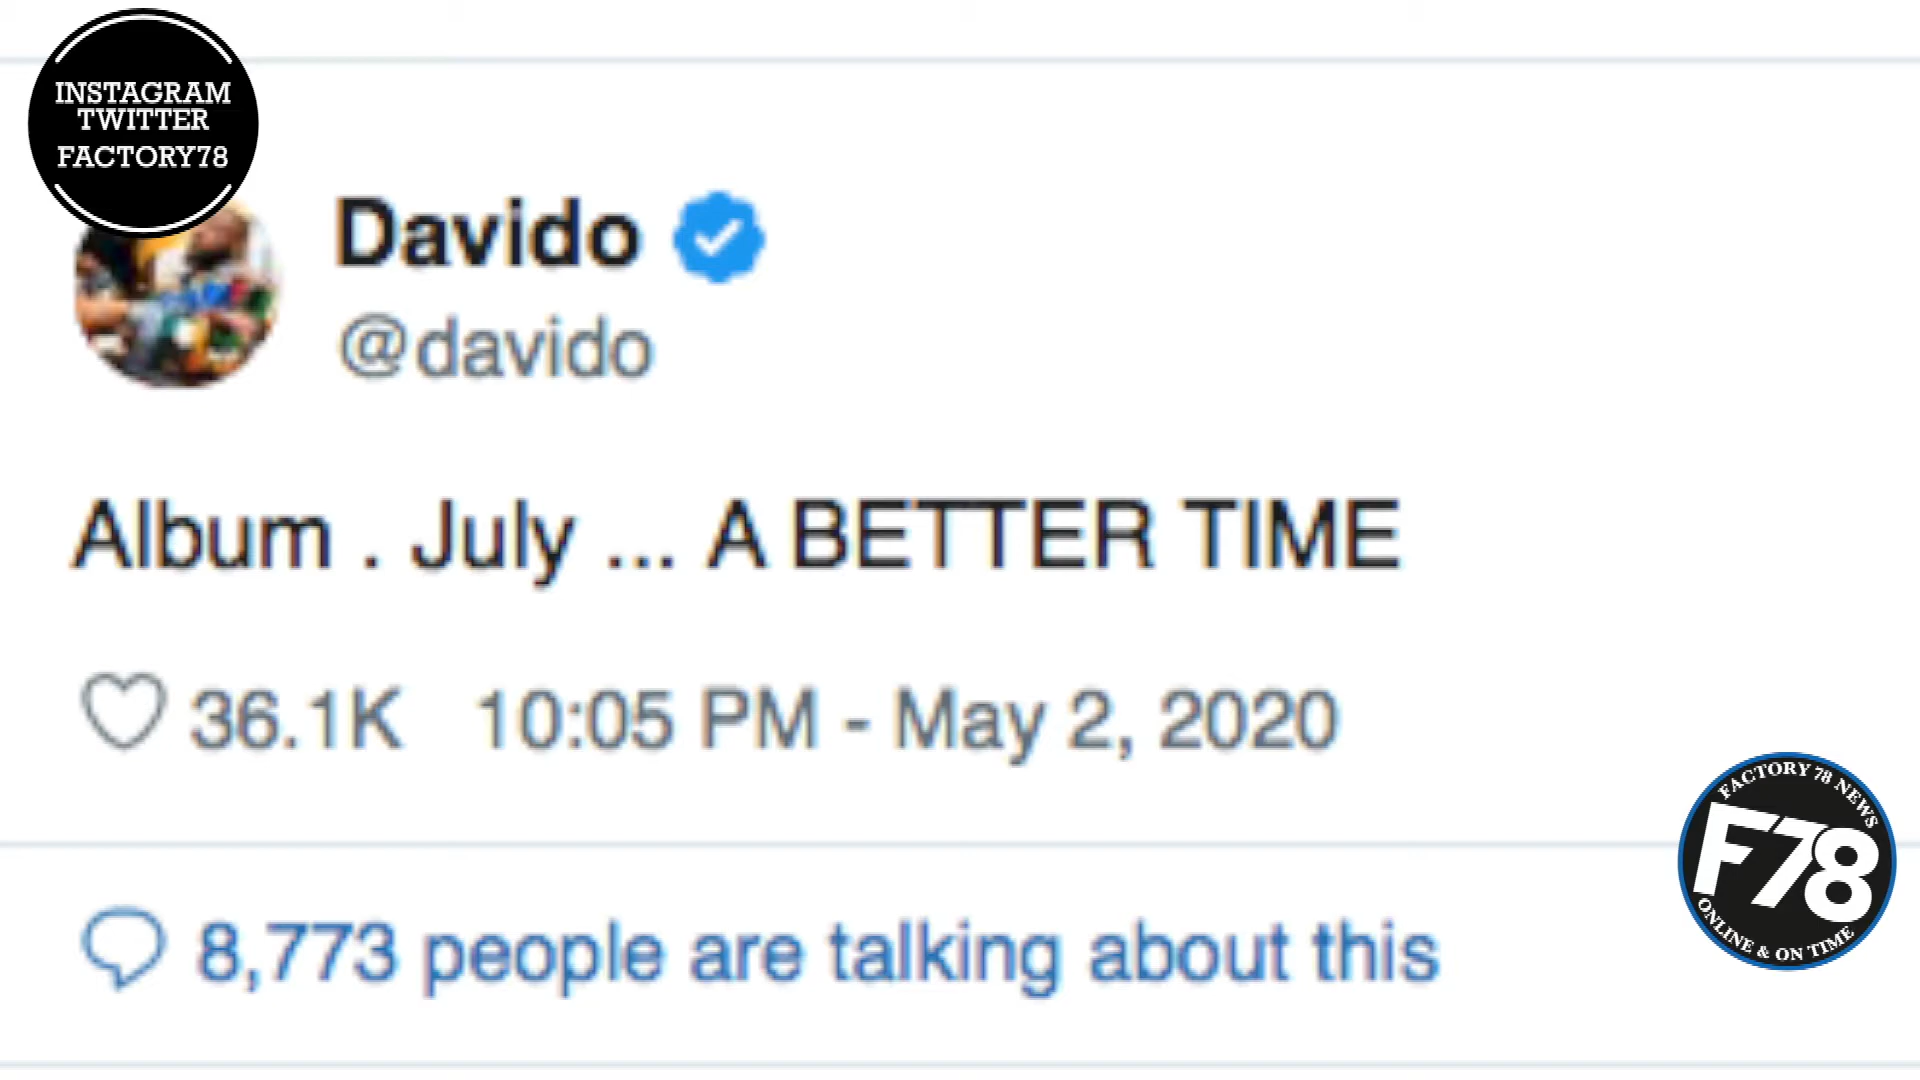 INSTAGRAM
TWITTER
FACTORY78
Davido
@davido
Album . July ... A BETTER TIME
36.1K 10:05 PM - May 2, 2020
8,773 people are talking about this
FACTORY 78 NEWS
F78
ONLINE & ON TIME